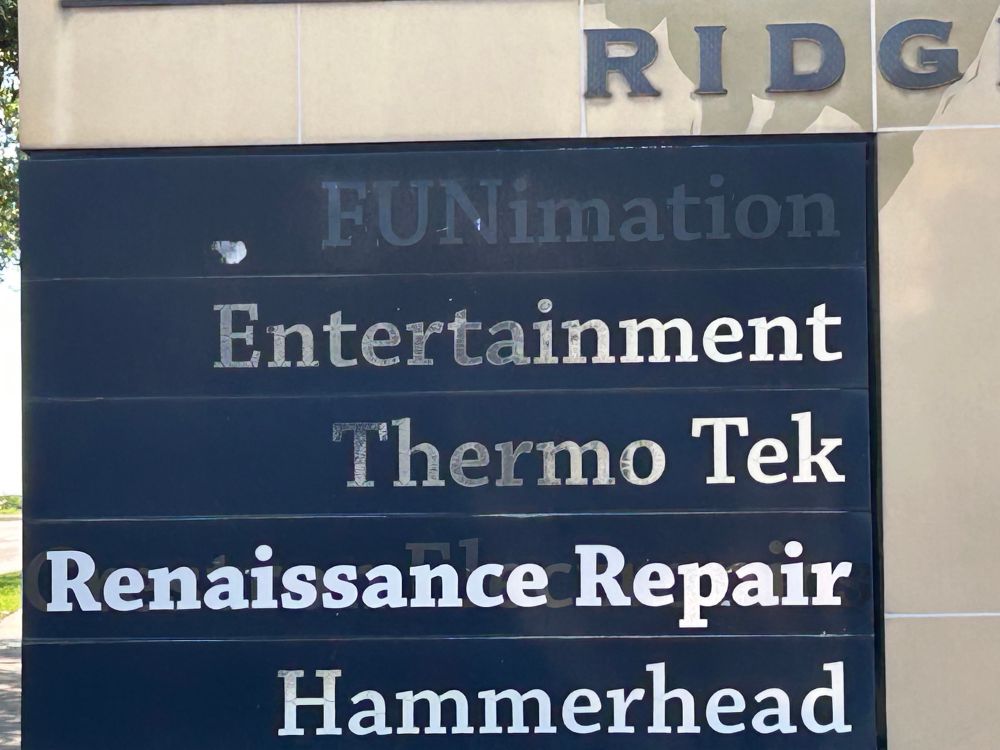 RIDG
FUNimation
Entertainment
Thermo Tek
Renaissance Repair
Hammerhead